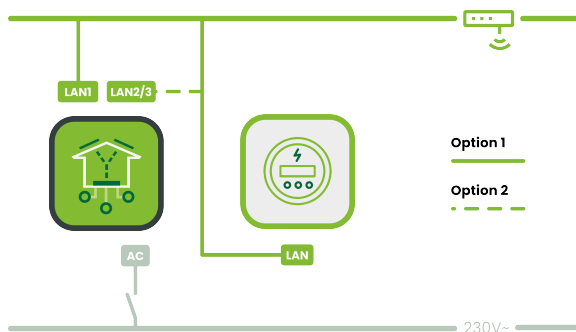 LAN1 LAN2/3
Option 1
Option 2
AC
LAN
230V~